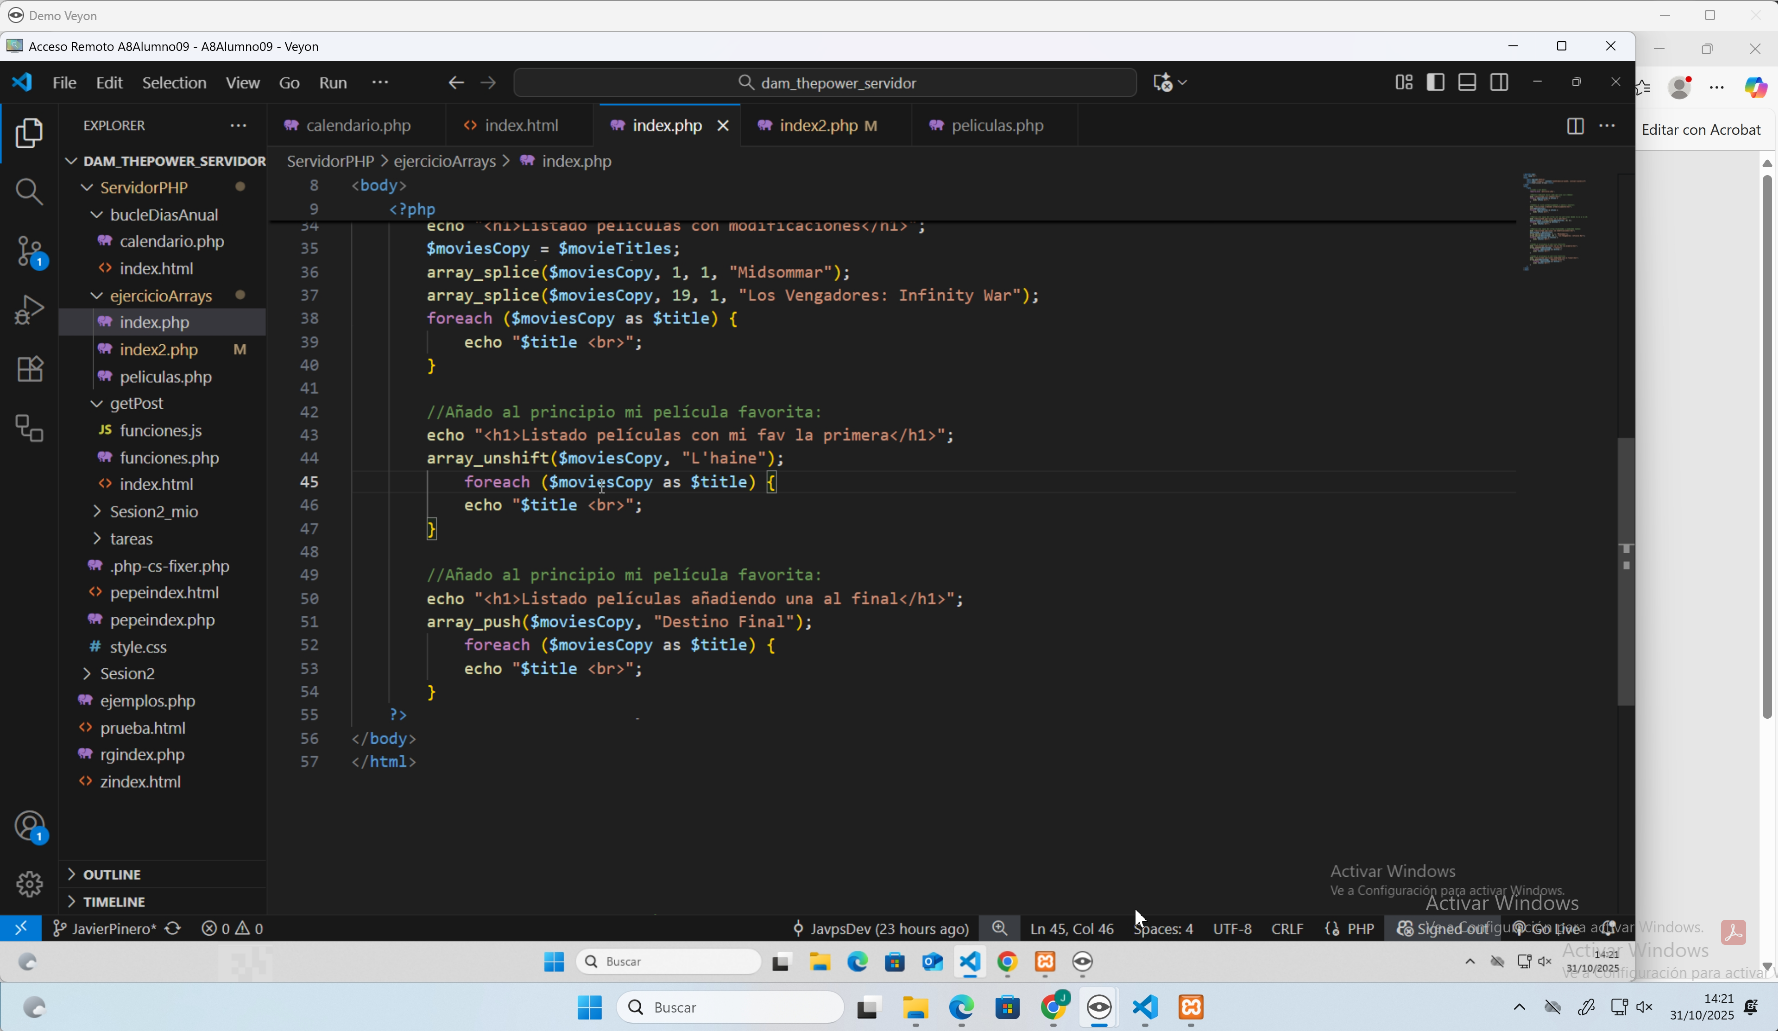 Demo Veyon
Acceso Remoto A8Alumno09 - A8Alumno09 - Veyon
File Edit Selection View Go Run ···
dam_thepower_servidor
Editar con Acrobat
EXPLORER ···
calendario.php
index.html
index.php
index2.php M
peliculas.php
ServidorPHP > ejercicioArrays > index.php
DAM_THEPOWER_SERVIDOR
ServidorPHP
bucleDiasAnual
calendario.php
index.html
ejercicioArrays
index.php
index2.php M
peliculas.php
getPost
JS funciones.js
funciones.php
index.html
Sesion2_mio
tareas
.php-cs-fixer.php
pepeindex.html
pepeindex.php
# style.css
Sesion2
ejemplos.php
prueba.html
rgindex.php
zindex.html
OUTLINE
TIMELINE
8 <body>
9 <?php
34 echo "<h1>Listado películas con modificaciones</h1>";
35 $moviesCopy = $movieTitles;
36 array_splice($moviesCopy, 1, 1, "Midsommar");
37 array_splice($moviesCopy, 19, 1, "Los Vengadores: Infinity War");
38 foreach ($moviesCopy as $title) {
39 echo "$title <br>";
40 }
41
42 //Añado al principio mi película favorita:
43 echo "<h1>Listado películas con mi fav la primera</h1>";
44 array_unshift($moviesCopy, "L'haine");
45 foreach ($moviesCopy as $title) {
46 echo "$title <br>";
47 }
48
49 //Añado al principio mi película favorita:
50 echo "<h1>Listado películas añadiendo una al final</h1>";
51 array_push($moviesCopy, "Destino Final");
52 foreach ($moviesCopy as $title) {
53 echo "$title <br>";
54 }
55 ?>
56 </body>
57 </html>
1
1
Activar Windows
Ve a Configuración para activar Windows.
Activar Windows
Ve a Configuración para activar Windows.
Activar Windows
Ve a Configuración para activar
JavierPineiro* 0 0
JavpsDev (23 hours ago) Ln 45, Col 46 Spaces: 4 UTF-8 CRLF {} PHP Signed out Go Live
Buscar
14:21
31/10/2025
Buscar
14:21
31/10/2025